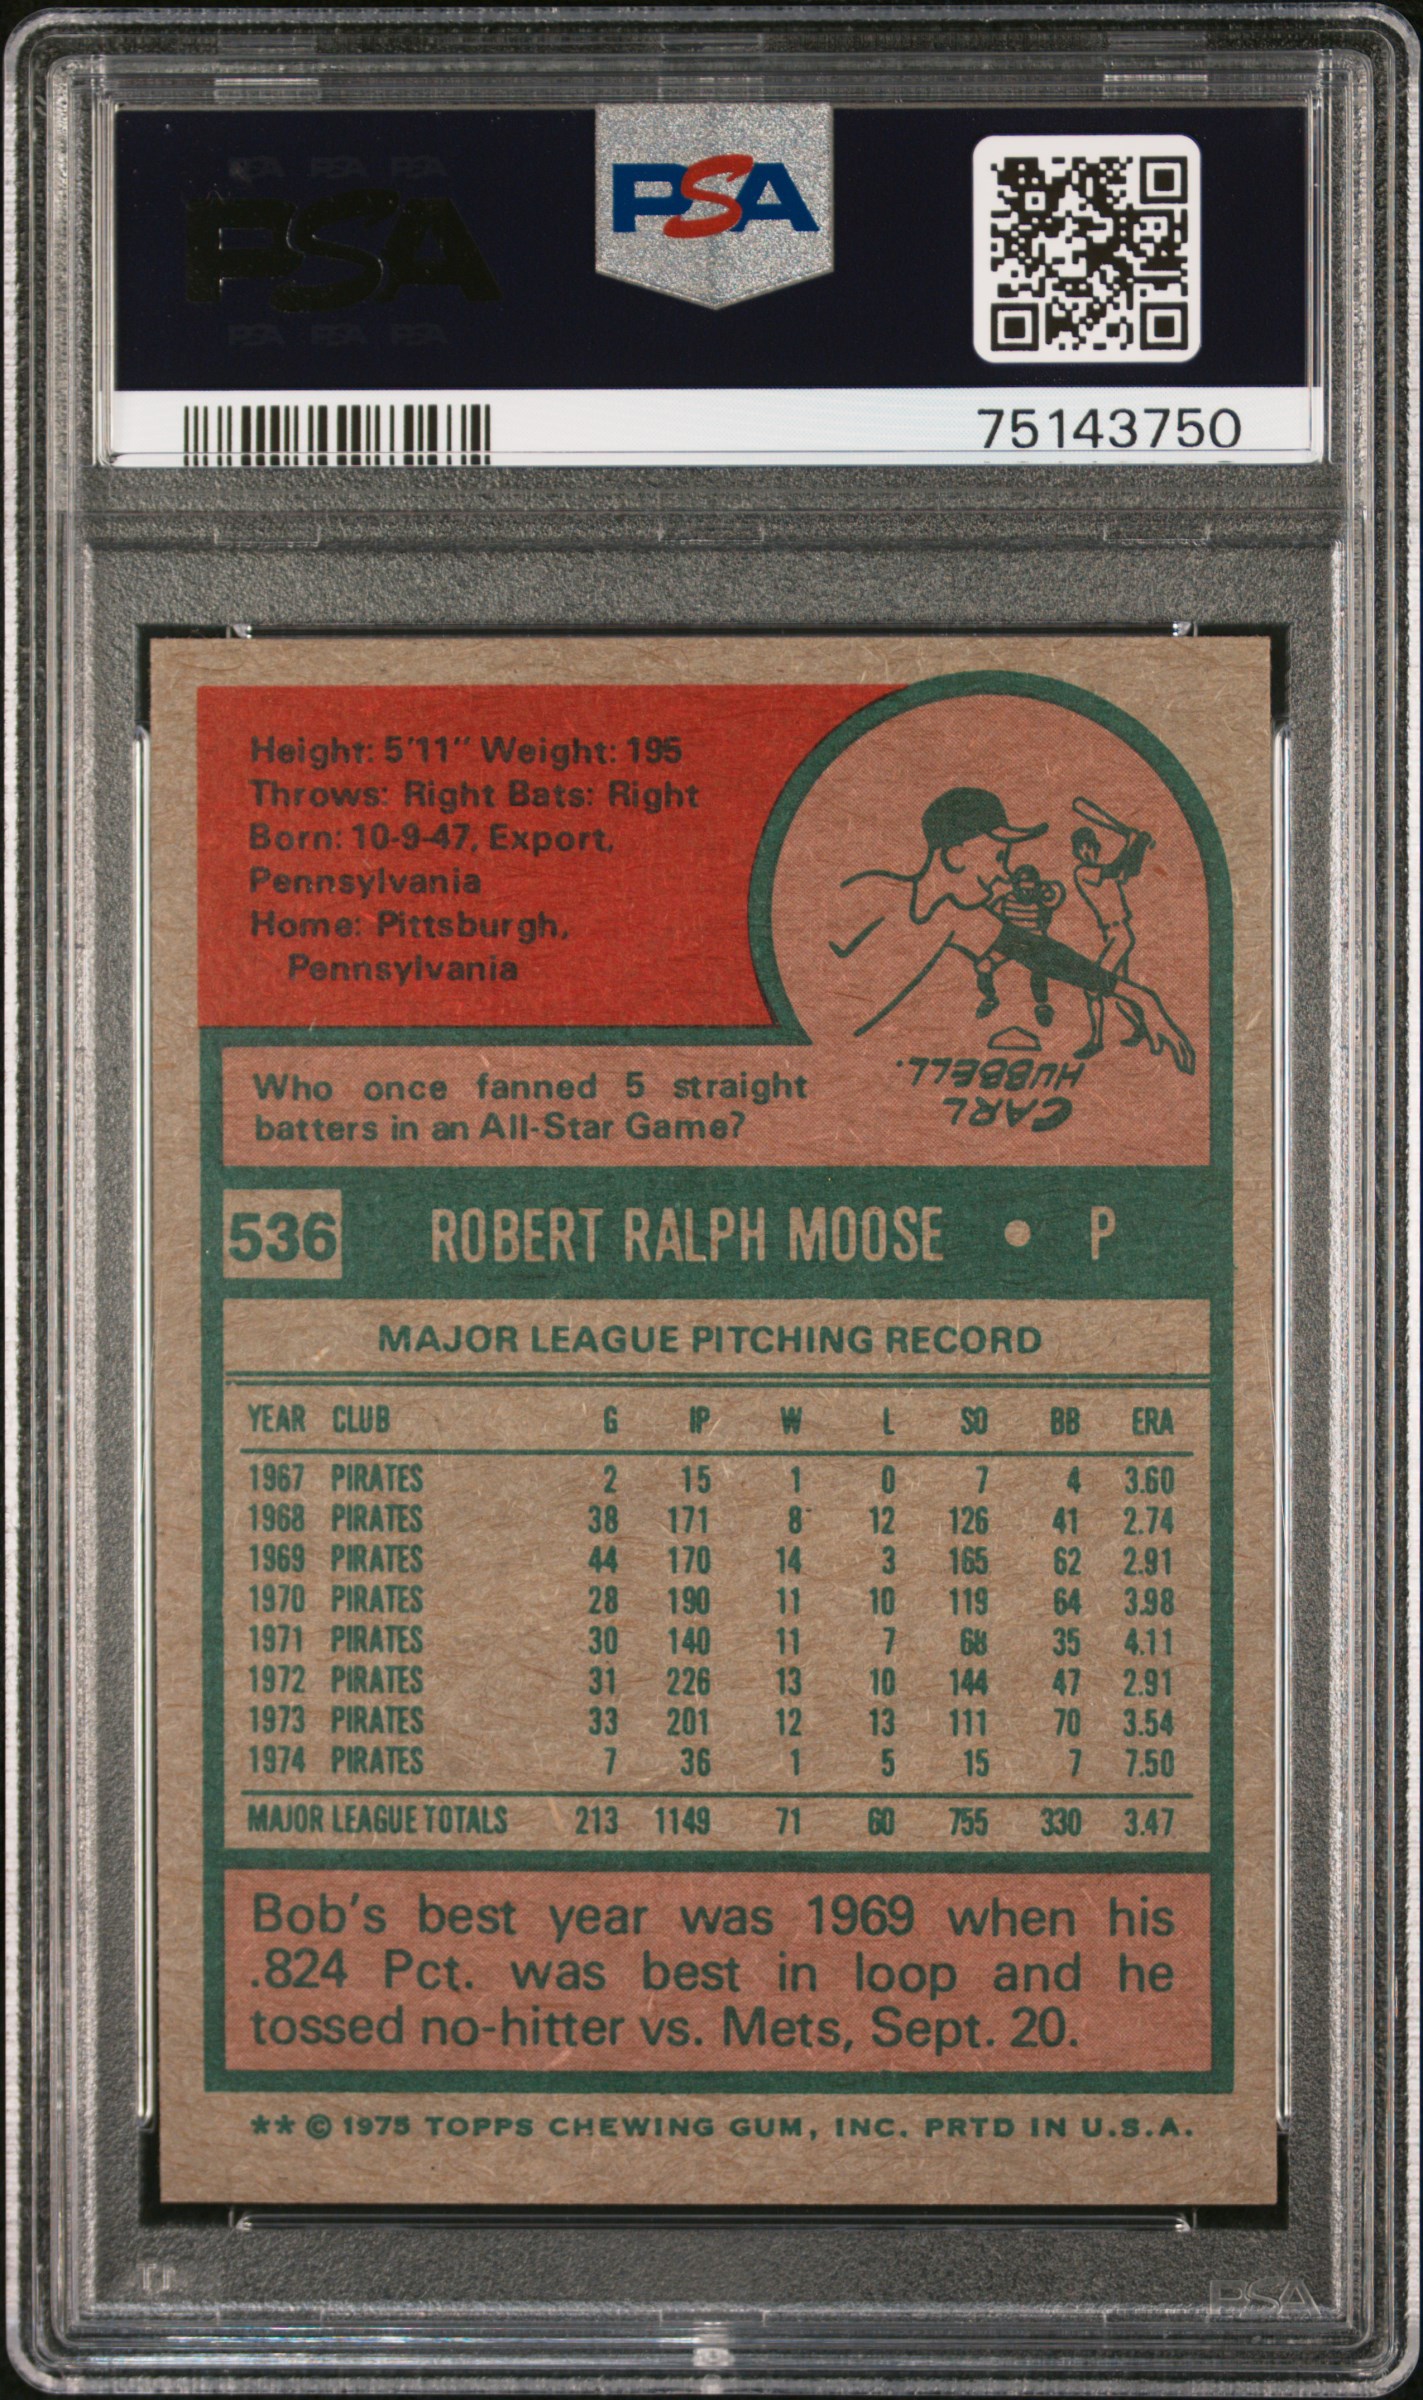 PSA PSA PSA
PSA
PSA PSA PSA
PSA
75143750
Height: 5'11" Weight: 195
Throws: Right Bats: Right
Born: 10-9-47, Export,
Pennsylvania
Home: Pittsburgh,
Pennsylvania
Who once fanned 5 straight
batters in an All-Star Game?
CARL
HUBBELL.
536 ROBERT RALPH MOOSE • P
MAJOR LEAGUE PITCHING RECORD
YEAR CLUB G IP W L SO BB ERA
1967 PIRATES 2 15 1 0 7 4 3.60
1968 PIRATES 38 171 8 12 126 41 2.74
1969 PIRATES 44 170 14 3 165 62 2.91
1970 PIRATES 28 190 11 10 119 64 3.98
1971 PIRATES 30 140 11 7 68 35 4.11
1972 PIRATES 31 226 13 10 144 47 2.91
1973 PIRATES 33 201 12 13 111 70 3.54
1974 PIRATES 7 36 1 5 15 7 7.50
MAJOR LEAGUE TOTALS 213 1149 71 60 755 330 3.47
Bob's best year was 1969 when his
.824 Pct. was best in loop and he
tossed no-hitter vs. Mets, Sept. 20.
** © 1975 TOPPS CHEWING GUM, INC. PRTD IN U.S.A.
PSA